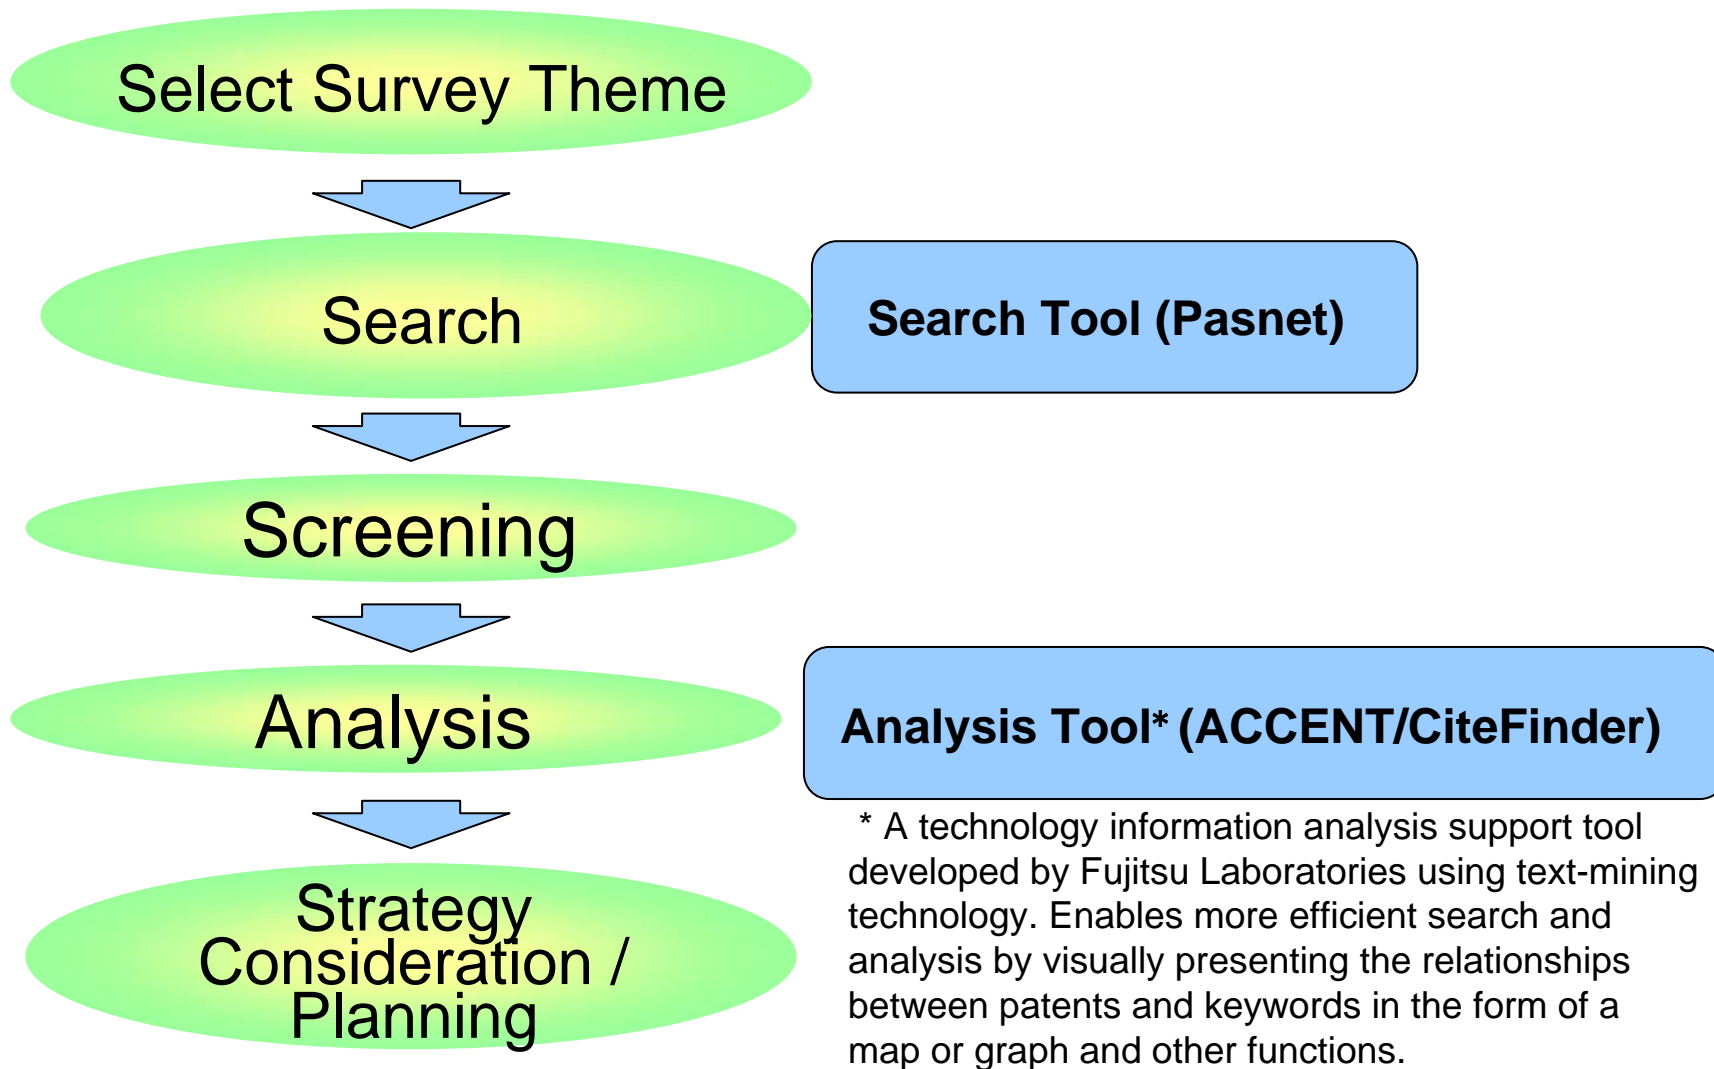 Select Survey Theme
Search
Search Tool (Pasnet)
Screening
Analysis
Analysis Tool* (ACCENT/CiteFinder)
* A technology information analysis support tool
developed by Fujitsu Laboratories using text-mining
technology. Enables more efficient search and
analysis by visually presenting the relationships
between patents and keywords in the form of a
map or graph and other functions.
Strategy
Consideration /
Planning